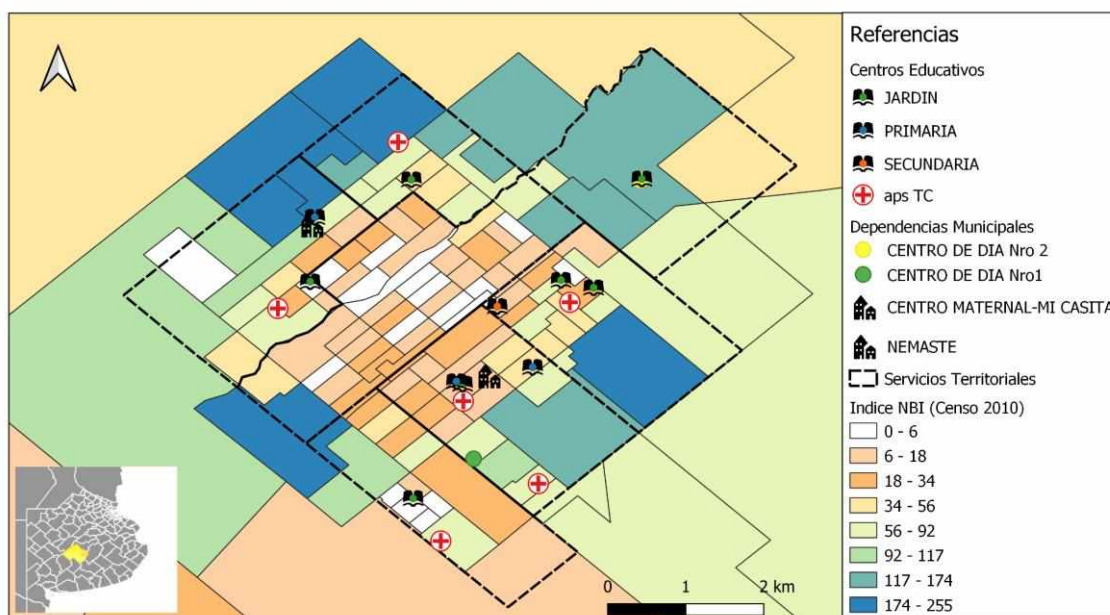 Referencias
Centros Educativos
JARDIN
PRIMARIA
SECUNDARIA
aps TC
Dependencias Municipales
CENTRO DE DIA Nro 2
CENTRO DE DIA Nro1
CENTRO MATERNAL-MI CASITA
NEMASTE
Servicios Territoriales
Indice NBI (Censo 2010)
0 - 6
6 - 18
18 - 34
34 - 56
56 - 92
92 - 117
117 - 174
174 - 255
0 1 2 km